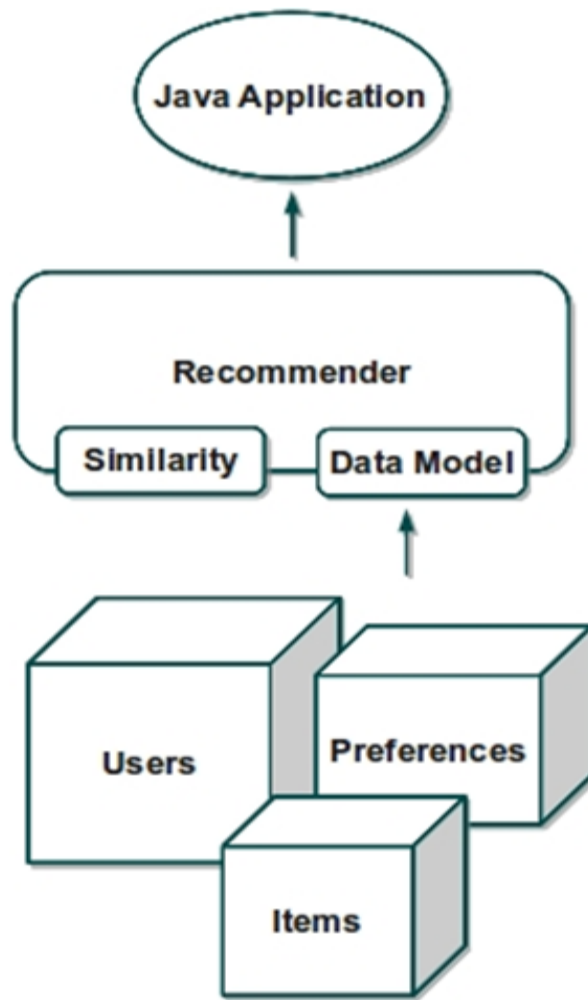 Java Application
Recommender
Similarity
Data Model
Users
Preferences
Items